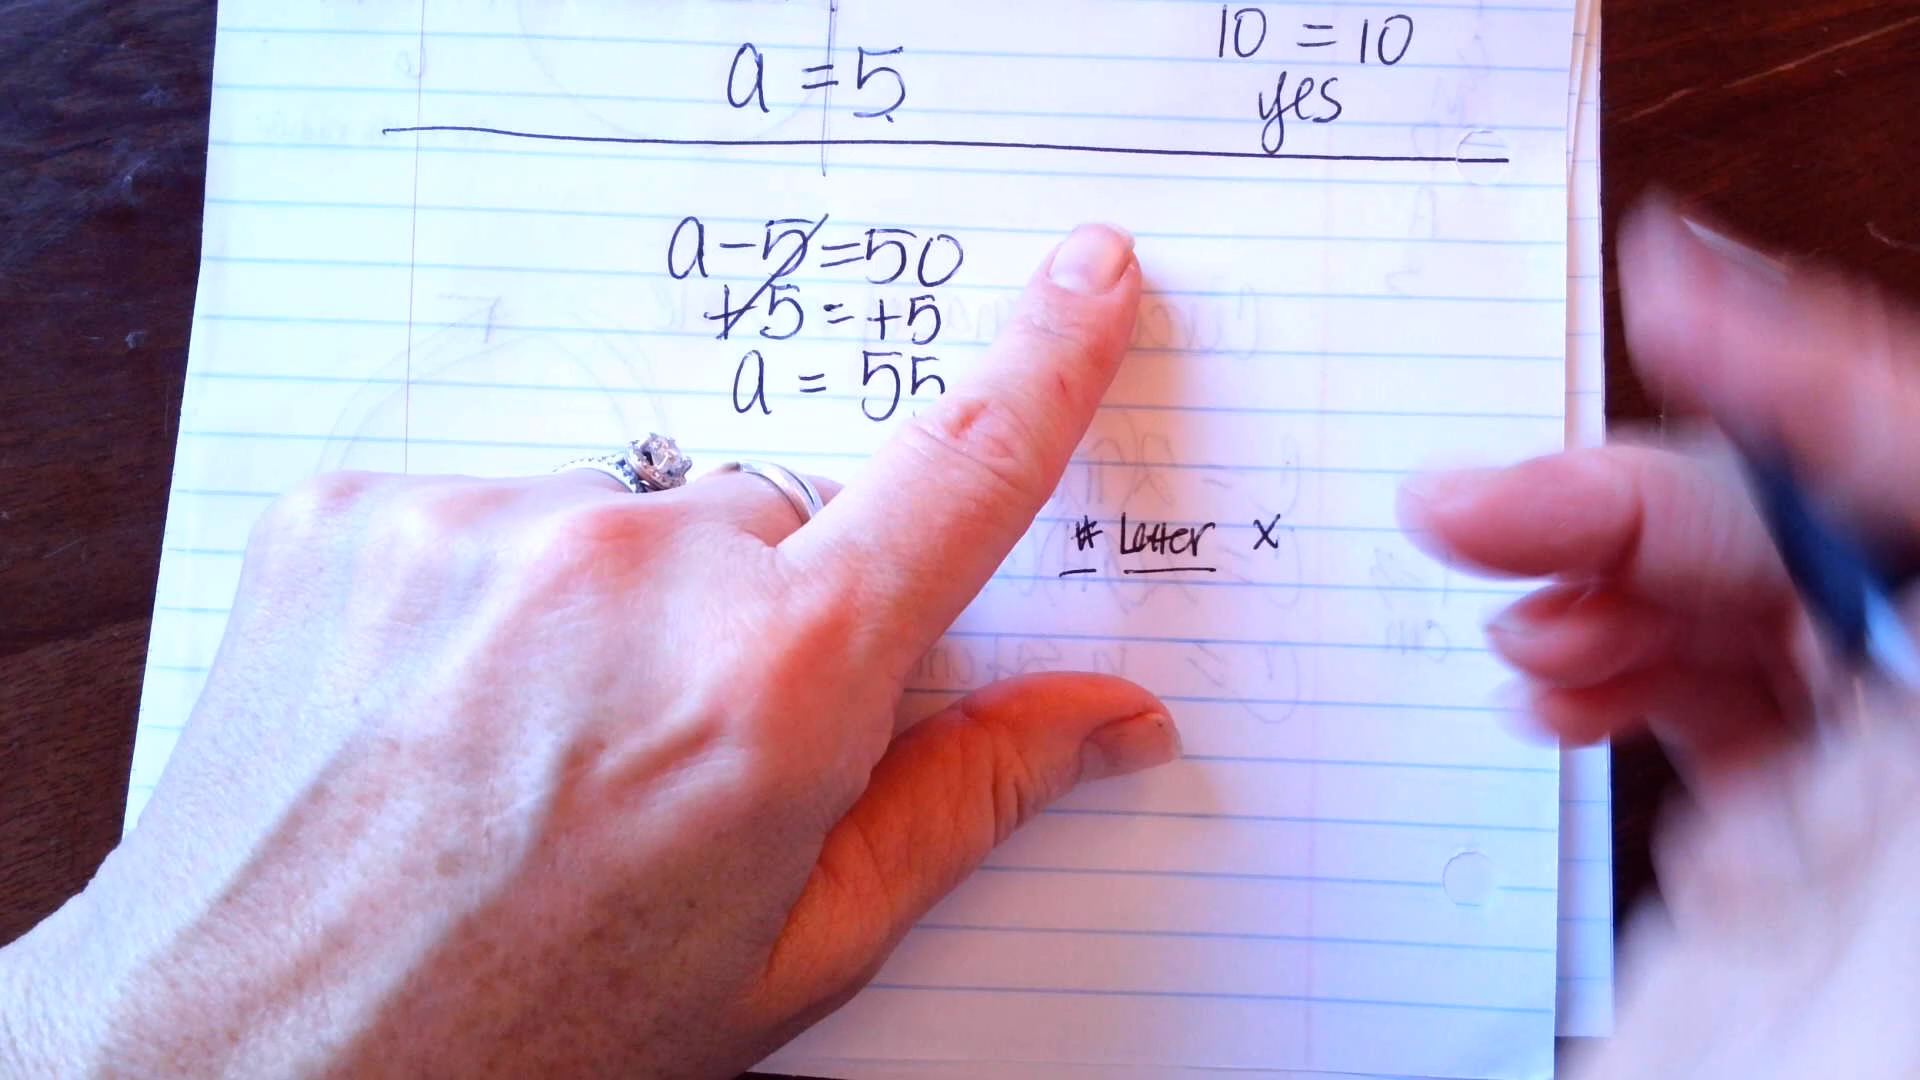 a = 5
10 = 10
yes
a - 5 = 50
+5 = +5
a = 55
# Letter x